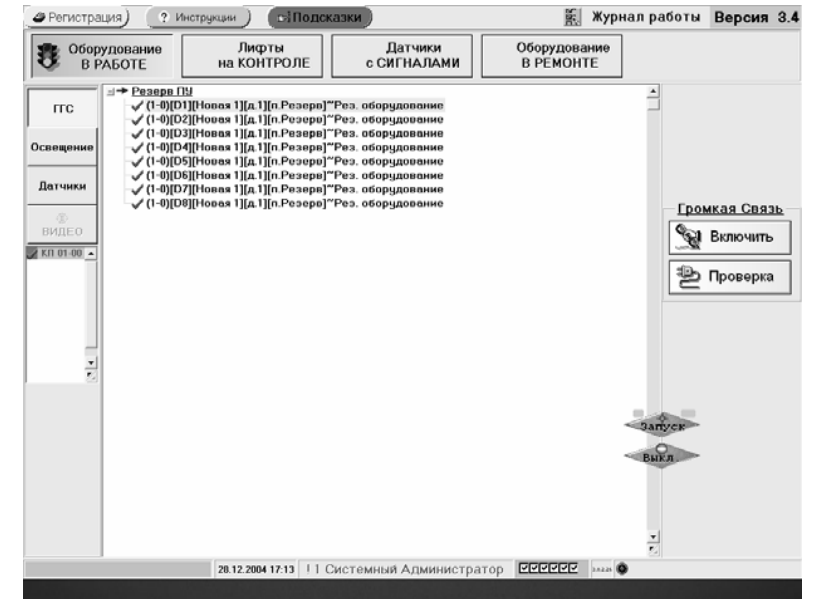 Регистрация) ? Инструкции ) Подсказки Журнал работы Версия 3.4
Оборудование
В РАБОТЕ
Лифты
на КОНТРОЛЕ
Датчики
с СИГНАЛАМИ
Оборудование
В РЕМОНТЕ
ГГС
Освещение
Датчики
ВИДЕО
КП 01-00
Резерв ПУ
(1-0)[D1][Новая 1][д.1][п.Резерв]~Рез. оборудование
(1-0)[D2][Новая 1][д.1][п.Резерв]~Рез. оборудование
(1-0)[D3][Новая 1][д.1][п.Резерв]~Рез. оборудование
(1-0)[D4][Новая 1][д.1][п.Резерв]~Рез. оборудование
(1-0)[D5][Новая 1][д.1][п.Резерв]~Рез. оборудование
(1-0)[D6][Новая 1][д.1][п.Резерв]~Рез. оборудование
(1-0)[D7][Новая 1][д.1][п.Резерв]~Рез. оборудование
(1-0)[D8][Новая 1][д.1][п.Резерв]~Рез. оборудование
Громкая Связь
Включить
Проверка
Запуск
Выкл.
28.12.2004 17:13 ! 1 Системный Администратор